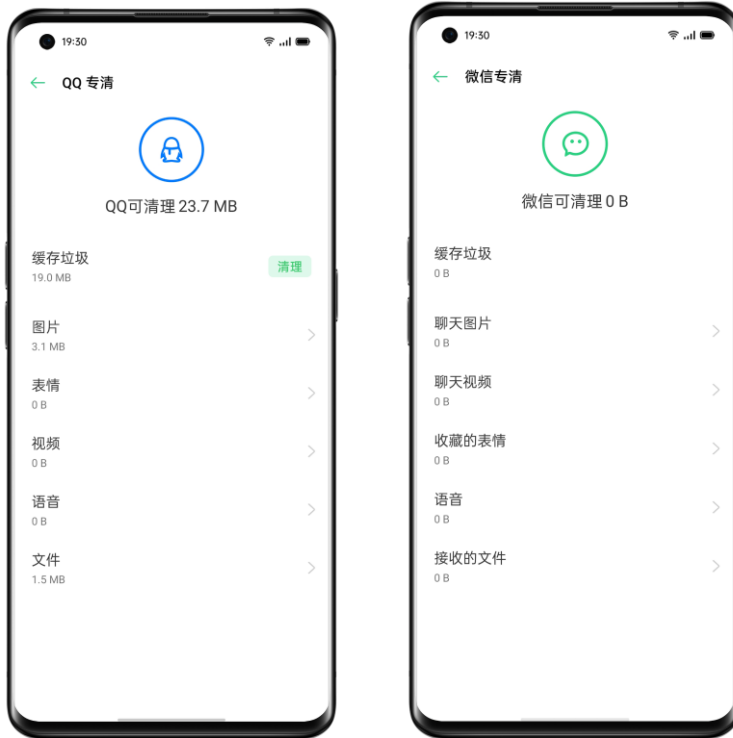 19:30
QQ 专清
QQ可清理 23.7 MB
缓存垃圾
19.0 MB
清理
图片
3.1 MB
表情
0 B
视频
0 B
语音
0 B
文件
1.5 MB
19:30
微信专清
微信可清理 0 B
缓存垃圾
0 B
聊天图片
0 B
聊天视频
0 B
收藏的表情
0 B
语音
0 B
接收的文件
0 B